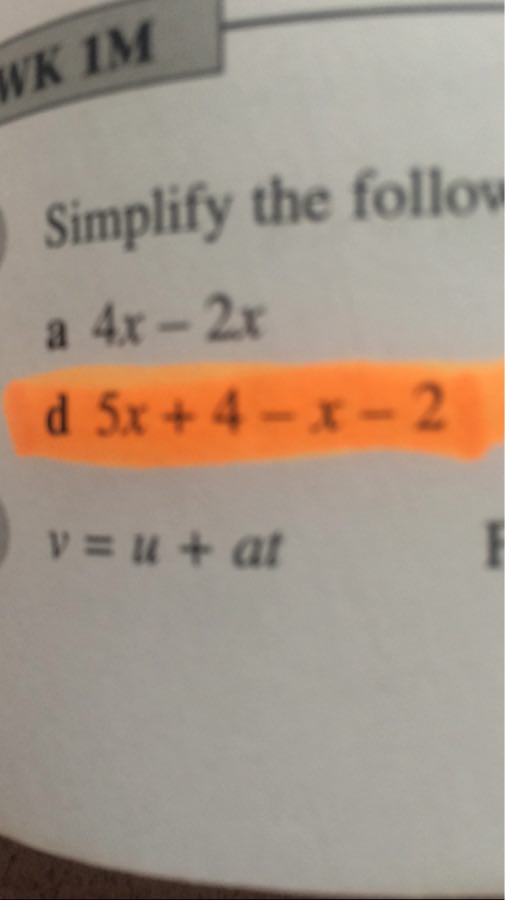 WK 1M
Simplify the follow
a 4x – 2x
d 5x + 4 – x – 2
v = u + at